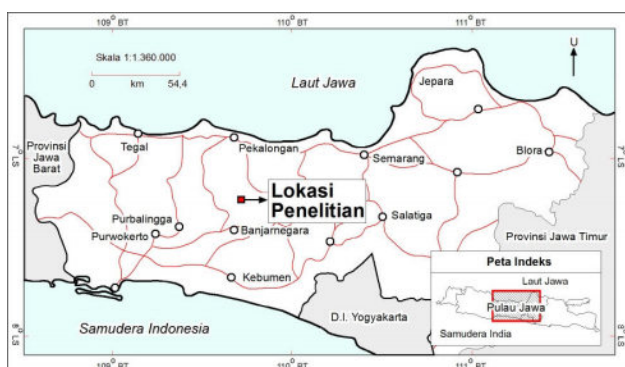 109 BT
110 BT
111 BT
Skala 1:1.360.000
0 km 54,4
Laut Jawa
U
Jepara
7 LS
7 LS
Provinsi
Jawa
Barat
Tegal
Pekalongan
Semarang
Blora
Lokasi
Penelitian
Purbalingga
Purwokerto
Banjarnegara
Salatiga
Provinsi Jawa Timur
Kebumen
Peta Indeks
Laut Jawa
Pulau Jawa
Samudera India
D.I. Yogyakarta
Samudera Indonesia
8 LS
8 LS
109 BT
110 BT
111 BT